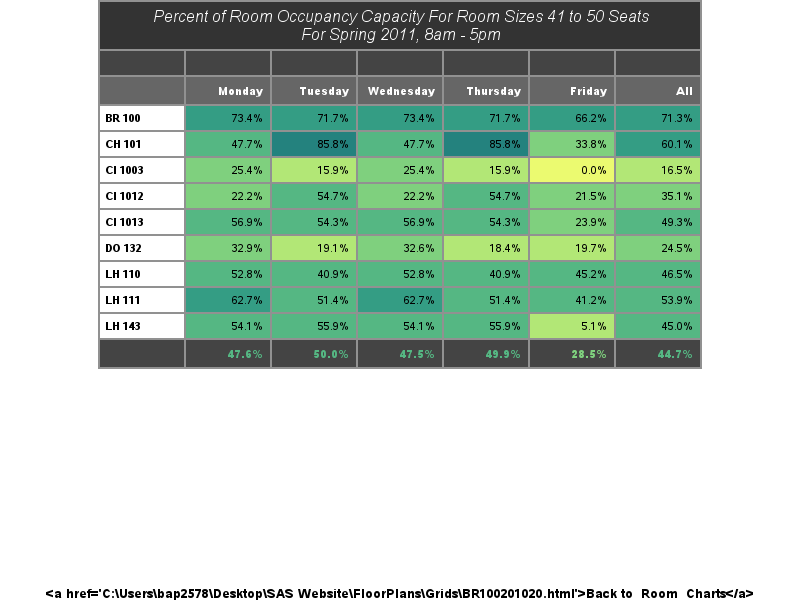 Percent of Room Occupancy Capacity For Room Sizes 41 to 50 Seats
For Spring 2011, 8am - 5pm
Monday Tuesday Wednesday Thursday Friday All
BR 100 73.4% 71.7% 73.4% 71.7% 66.2% 71.3%
CH 101 47.7% 85.8% 47.7% 85.8% 33.8% 60.1%
CI 1003 25.4% 15.9% 25.4% 15.9% 0.0% 16.5%
CI 1012 22.2% 54.7% 22.2% 54.7% 21.5% 35.1%
CI 1013 56.9% 54.3% 56.9% 54.3% 23.9% 49.3%
DO 132 32.9% 19.1% 32.6% 18.4% 19.7% 24.5%
LH 110 52.8% 40.9% 52.8% 40.9% 45.2% 46.5%
LH 111 62.7% 51.4% 62.7% 51.4% 41.2% 53.9%
LH 143 54.1% 55.9% 54.1% 55.9% 5.1% 45.0%
47.6% 50.0% 47.5% 49.9% 28.5% 44.7%
<a href='C:\Users\bap2578\Desktop\SAS Website\FloorPlans\Grids\BR100201020.html'>Back to Room Charts</a>